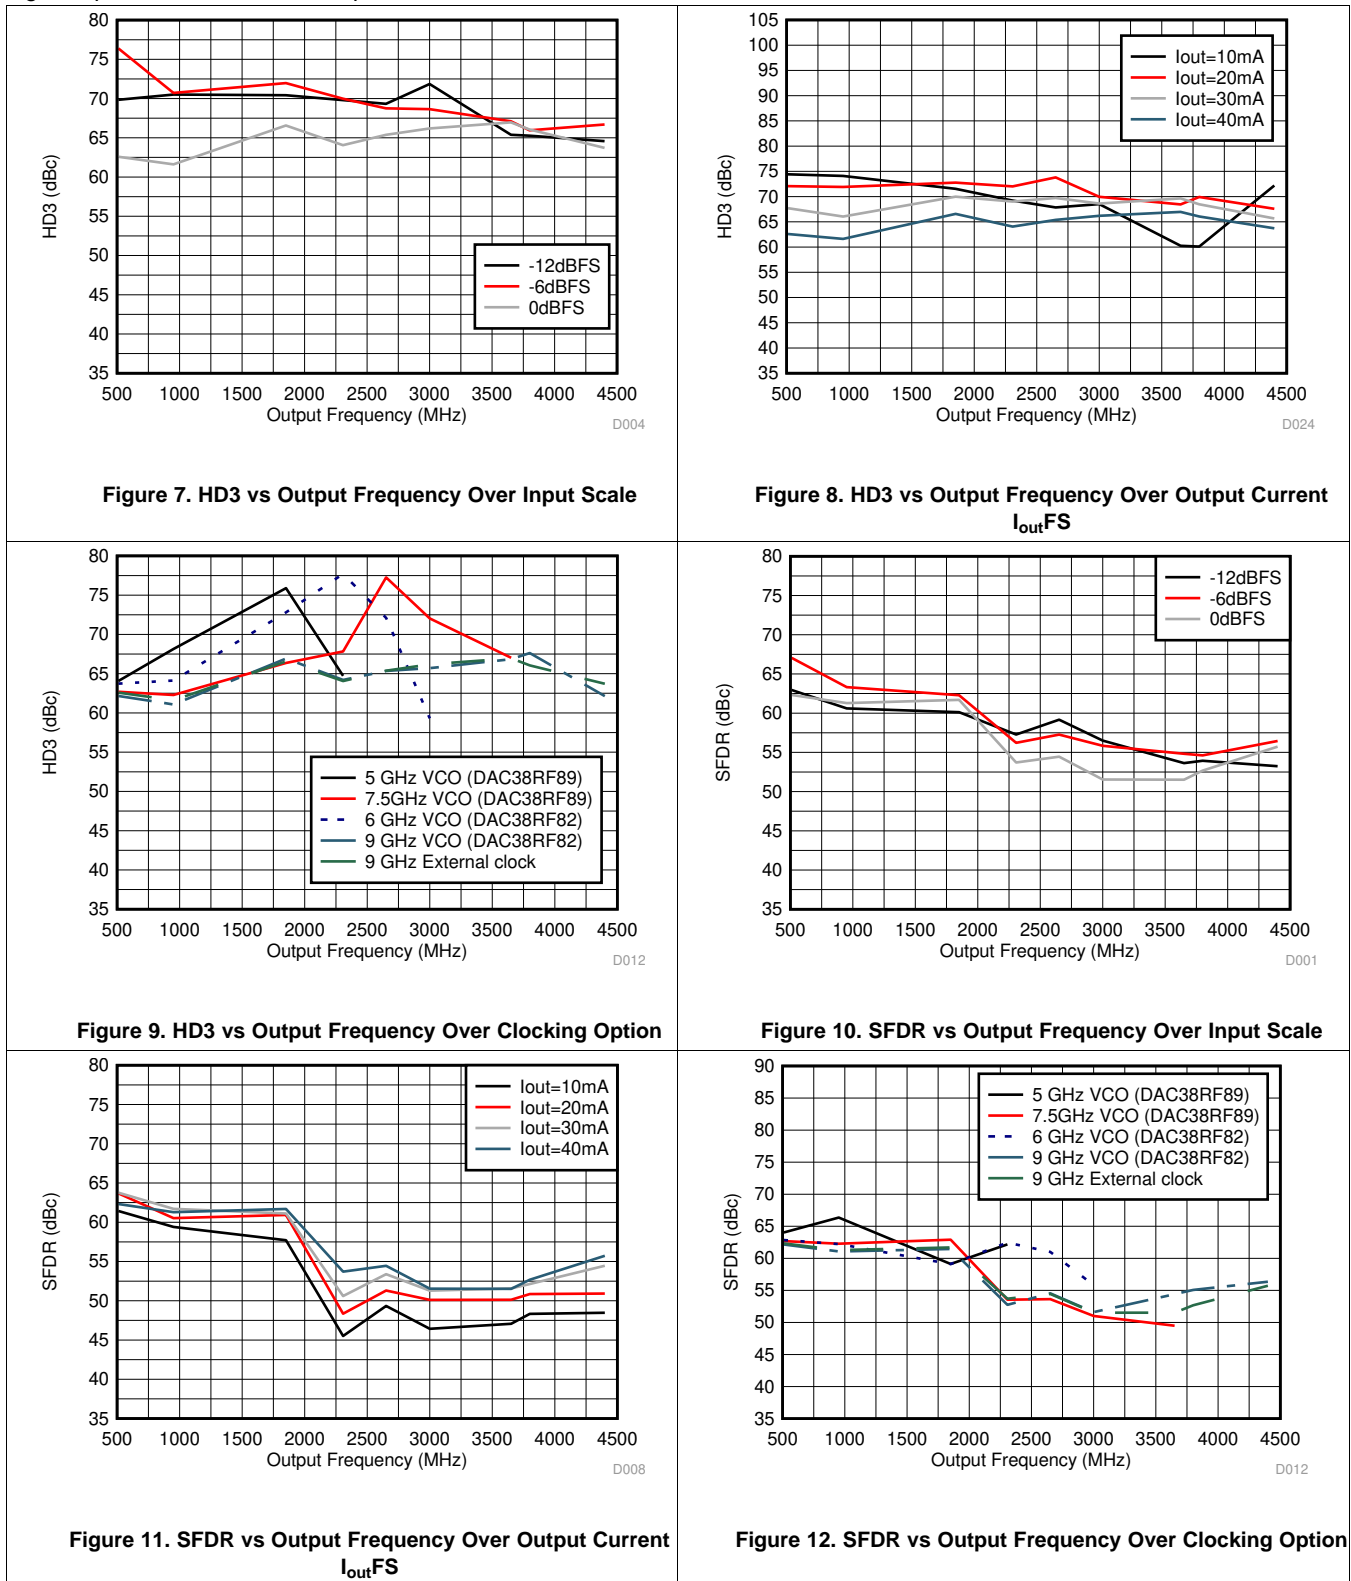 80
75
70
65
60
55
50
45
40
35
HD3 (dBc)
-12dBFS
-6dBFS
0dBFS
500 1000 1500 2000 2500 3000 3500 4000 4500
Output Frequency (MHz)
D004
Figure 7. HD3 vs Output Frequency Over Input Scale
105
100
95
90
85
80
75
70
65
60
55
50
45
40
35
HD3 (dBc)
Iout=10mA
Iout=20mA
Iout=30mA
Iout=40mA
500 1000 1500 2000 2500 3000 3500 4000 4500
Output Frequency (MHz)
D024
Figure 8. HD3 vs Output Frequency Over Output Current
IoutFS
80
75
70
65
60
55
50
45
40
35
HD3 (dBc)
5 GHz VCO (DAC38RF89)
7.5GHz VCO (DAC38RF89)
6 GHz VCO (DAC38RF82)
9 GHz VCO (DAC38RF82)
9 GHz External clock
500 1000 1500 2000 2500 3000 3500 4000 4500
Output Frequency (MHz)
D012
Figure 9. HD3 vs Output Frequency Over Clocking Option
80
75
70
65
60
55
50
45
40
35
SFDR (dBc)
-12dBFS
-6dBFS
0dBFS
500 1000 1500 2000 2500 3000 3500 4000 4500
Output Frequency (MHz)
D001
Figure 10. SFDR vs Output Frequency Over Input Scale
80
75
70
65
60
55
50
45
40
35
SFDR (dBc)
Iout=10mA
Iout=20mA
Iout=30mA
Iout=40mA
500 1000 1500 2000 2500 3000 3500 4000 4500
Output Frequency (MHz)
D008
Figure 11. SFDR vs Output Frequency Over Output Current
IoutFS
90
85
80
75
70
65
60
55
50
45
40
35
SFDR (dBc)
5 GHz VCO (DAC38RF89)
7.5GHz VCO (DAC38RF89)
6 GHz VCO (DAC38RF82)
9 GHz VCO (DAC38RF82)
9 GHz External clock
500 1000 1500 2000 2500 3000 3500 4000 4500
Output Frequency (MHz)
D012
Figure 12. SFDR vs Output Frequency Over Clocking Option